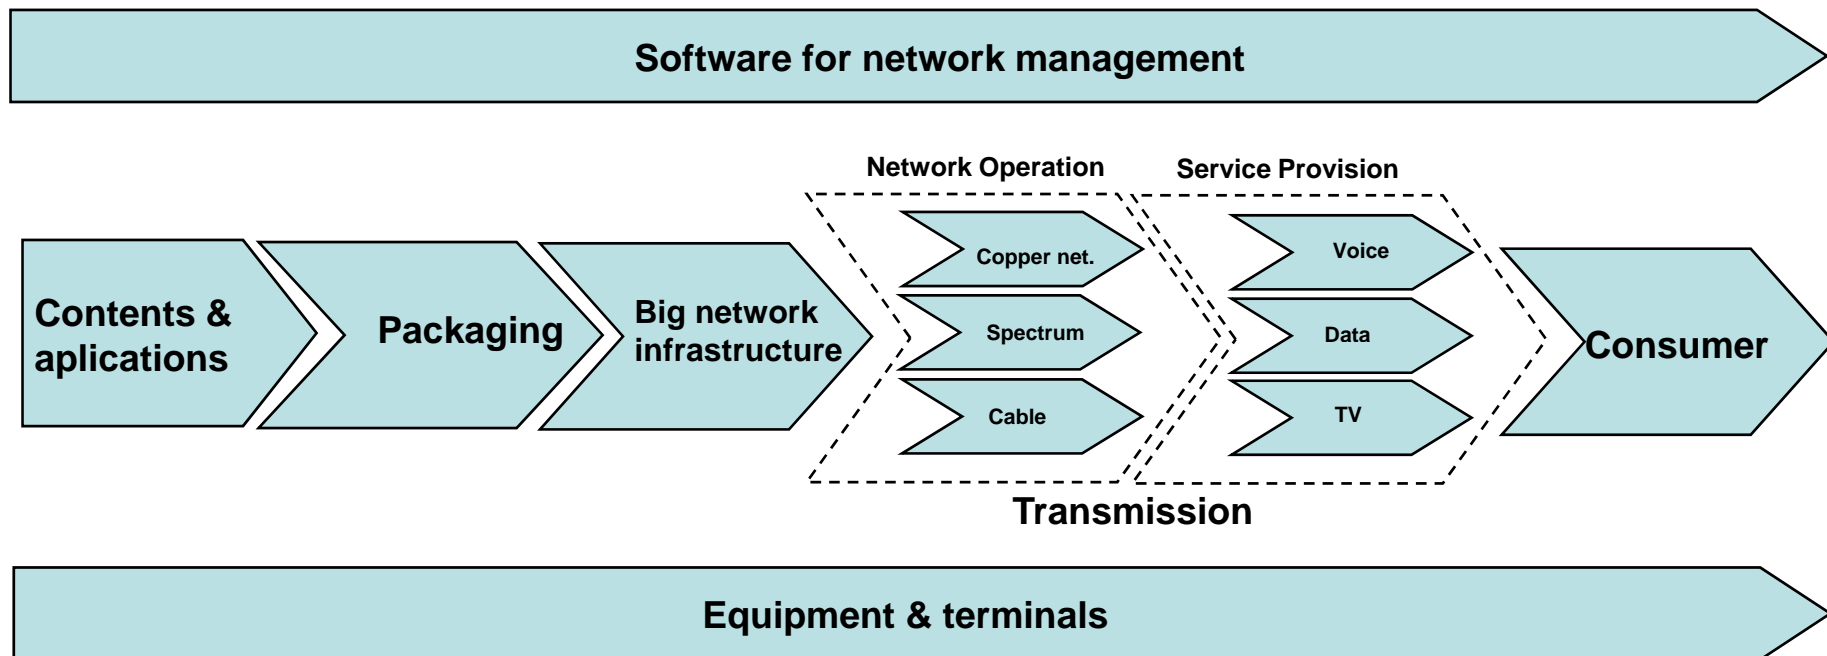 Software for network management
Network Operation
Service Provision
Contents &
aplications
Packaging
Big network
infrastructure
Copper net.
Spectrum
Cable
Voice
Data
TV
Consumer
Transmission
Equipment & terminals